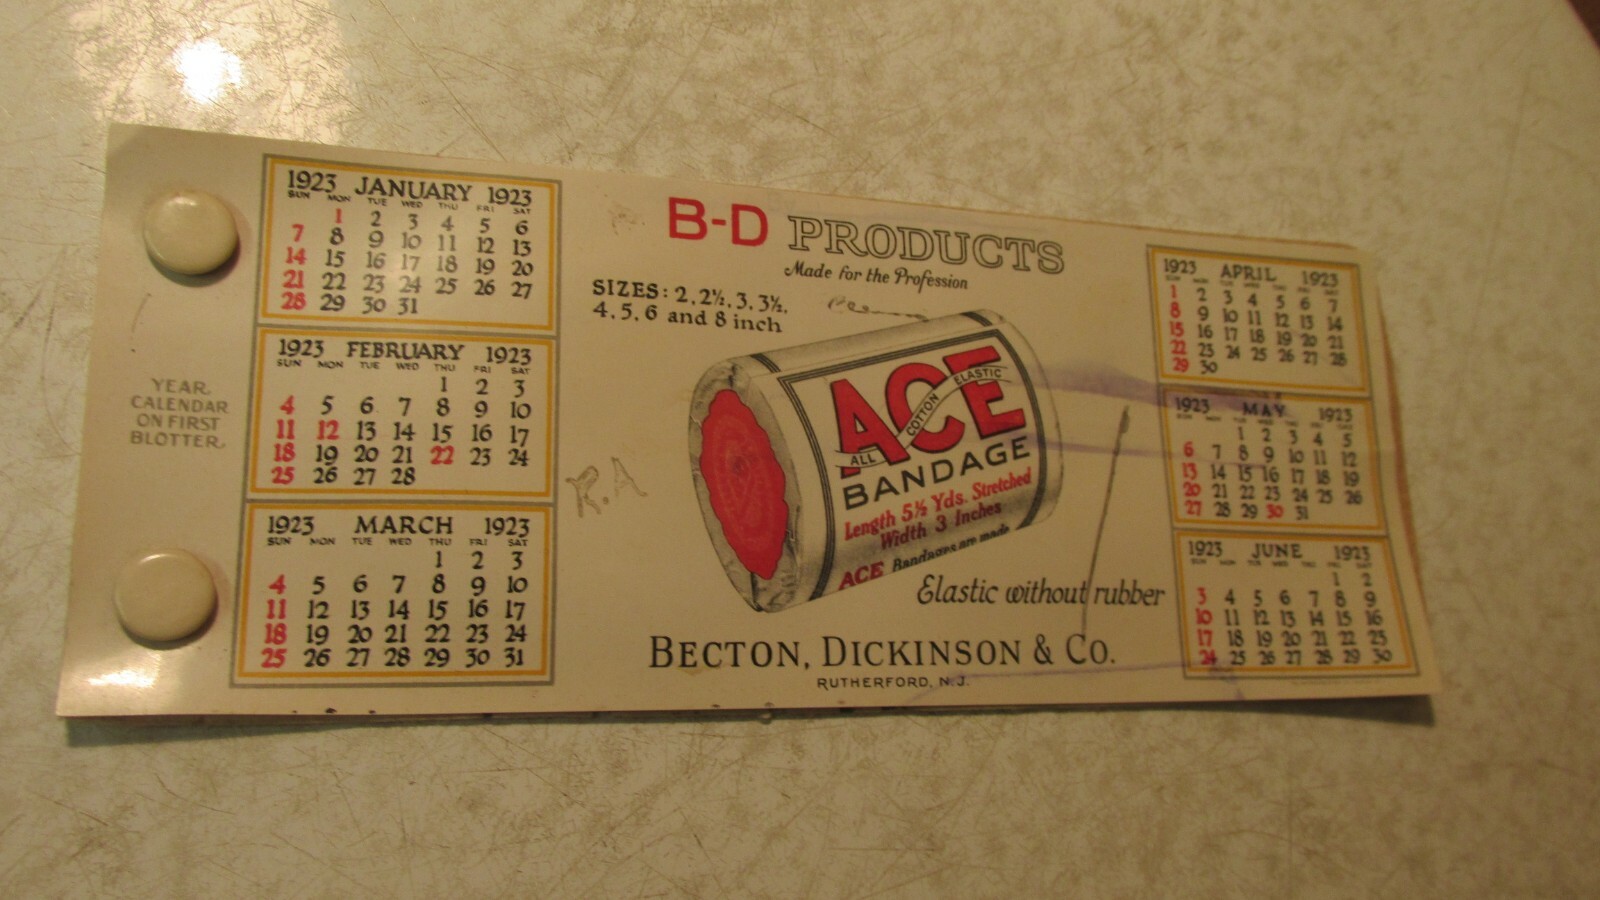 YEAR
CALENDAR
ON FIRST
BLOTTER
1923 JANUARY 1923
SUN MON TUE WED THU FRI SAT
1 2 3 4 5 6
7 8 9 10 11 12 13
14 15 16 17 18 19 20
21 22 23 24 25 26 27
28 29 30 31
1923 FEBRUARY 1923
SUN MON TUE WED THU FRI SAT
1 2 3
4 5 6 7 8 9 10
11 12 13 14 15 16 17
18 19 20 21 22 23 24
25 26 27 28
1923 MARCH 1923
SUN MON TUE WED THU FRI SAT
1 2 3
4 5 6 7 8 9 10
11 12 13 14 15 16 17
18 19 20 21 22 23 24
25 26 27 28 29 30 31
B-D PRODUCTS
Made for the Profession
SIZES: 2, 2½, 3, 3½,
4, 5, 6 and 8 inch
R.A
ACE
ALL COTTON ELASTIC
BANDAGE
Length 5½ Yds. Stretched
Width 3 Inches
ACE Bandages are made
Elastic without rubber
BECTON, DICKINSON & CO.
RUTHERFORD, N.J.
1923 APRIL 1923
1 2 3 4 5 6 7
8 9 10 11 12 13 14
15 16 17 18 19 20 21
22 23 24 25 26 27 28
29 30
1923 MAY 1923
1 2 3 4 5
6 7 8 9 10 11 12
13 14 15 16 17 18 19
20 21 22 23 24 25 26
27 28 29 30 31
1923 JUNE 1923
1 2
3 4 5 6 7 8 9
10 11 12 13 14 15 16
17 18 19 20 21 22 23
24 25 26 27 28 29 30